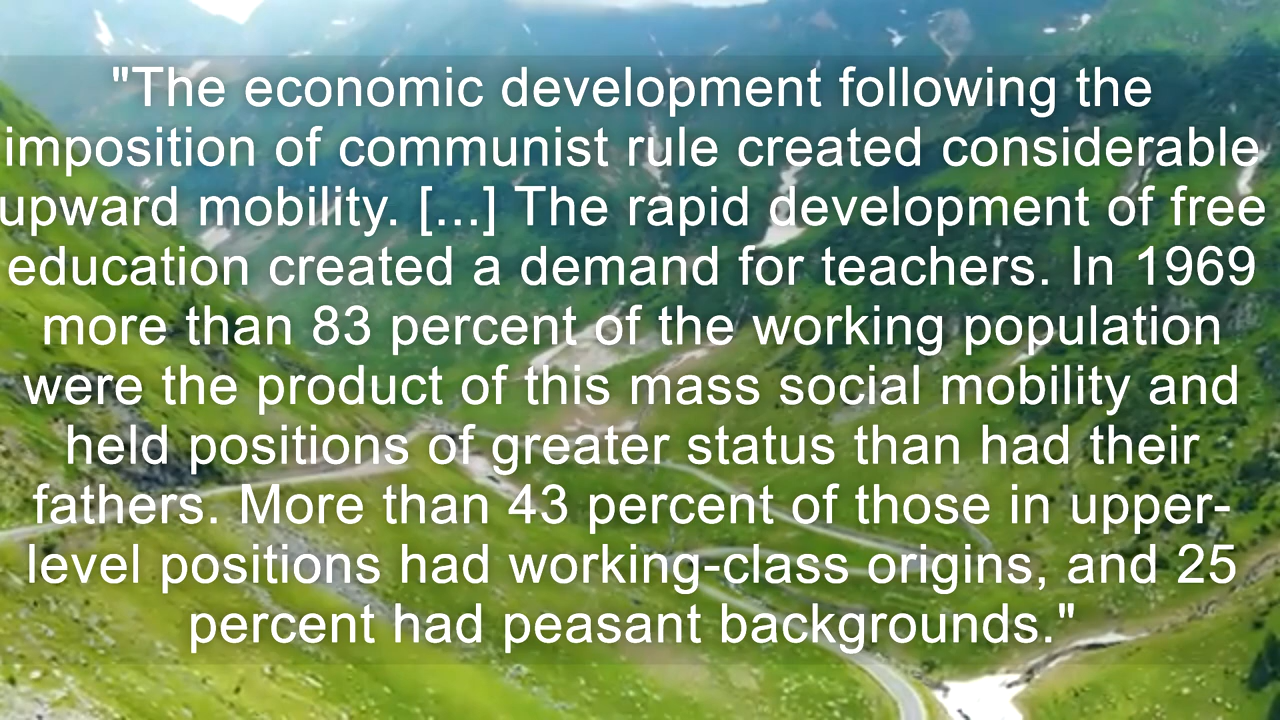 "The economic development following the
imposition of communist rule created considerable
upward mobility. [...] The rapid development of free
education created a demand for teachers. In 1969
more than 83 percent of the working population
were the product of this mass social mobility and
held positions of greater status than had their
fathers. More than 43 percent of those in upper-
level positions had working-class origins, and 25
percent had peasant backgrounds."